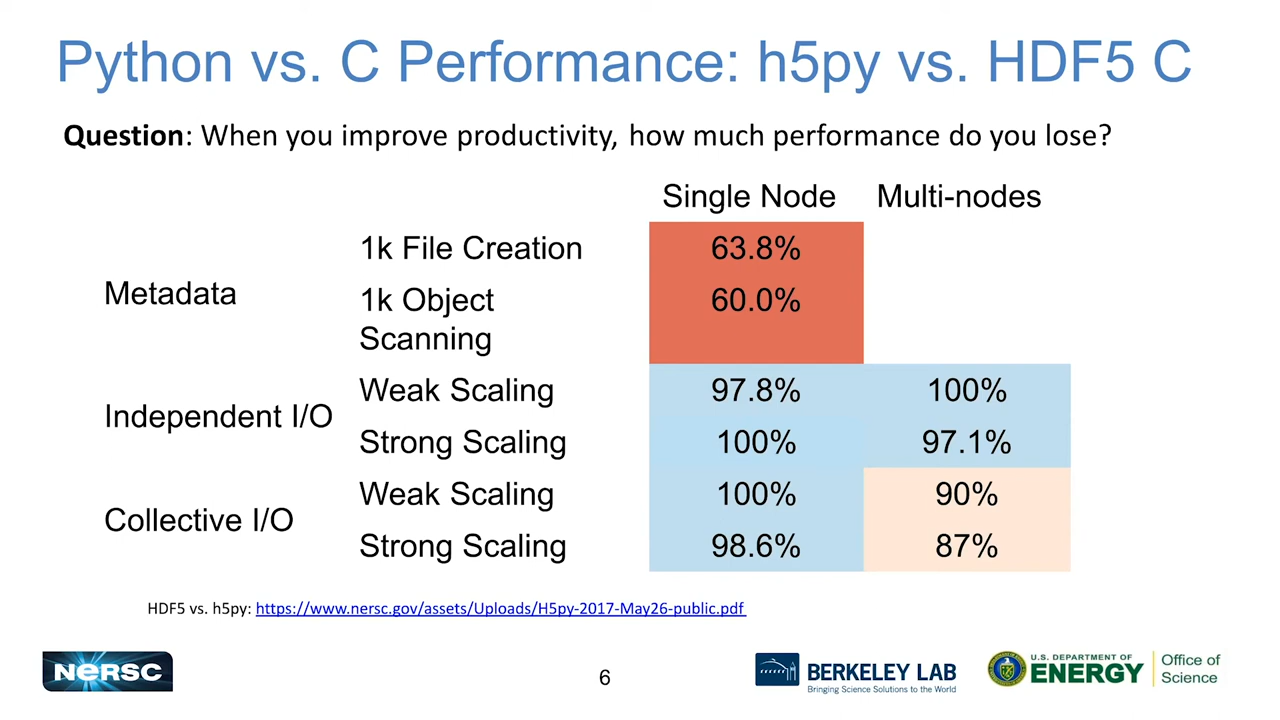 Python vs. C Performance: h5py vs. HDF5 C
Question: When you improve productivity, how much performance do you lose?
Single Node Multi-nodes
Metadata
1k File Creation 63.8%
1k Object 60.0%
Scanning
Independent I/O
Weak Scaling 97.8% 100%
Strong Scaling 100% 97.1%
Collective I/O
Weak Scaling 100% 90%
Strong Scaling 98.6% 87%
HDF5 vs. h5py: https://www.nersc.gov/assets/Uploads/H5py-2017-May26-public.pdf
NERSC
6
BERKELEY LAB
Bringing Science Solutions to the World
U.S. DEPARTMENT OF
ENERGY
Office of
Science